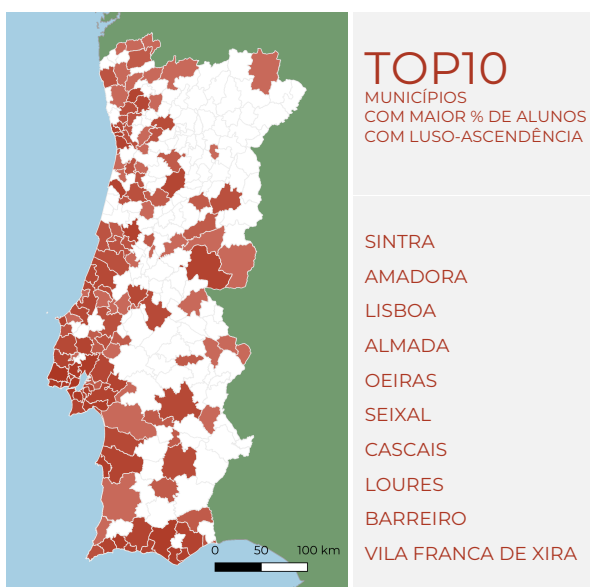 TOP10
MUNICÍPIOS
COM MAIOR % DE ALUNOS
COM LUSO-ASCENDÊNCIA
SINTRA
AMADORA
LISBOA
ALMADA
OEIRAS
SEIXAL
CASCAIS
LOURES
BARREIRO
VILA FRANCA DE XIRA
0 50 100 km